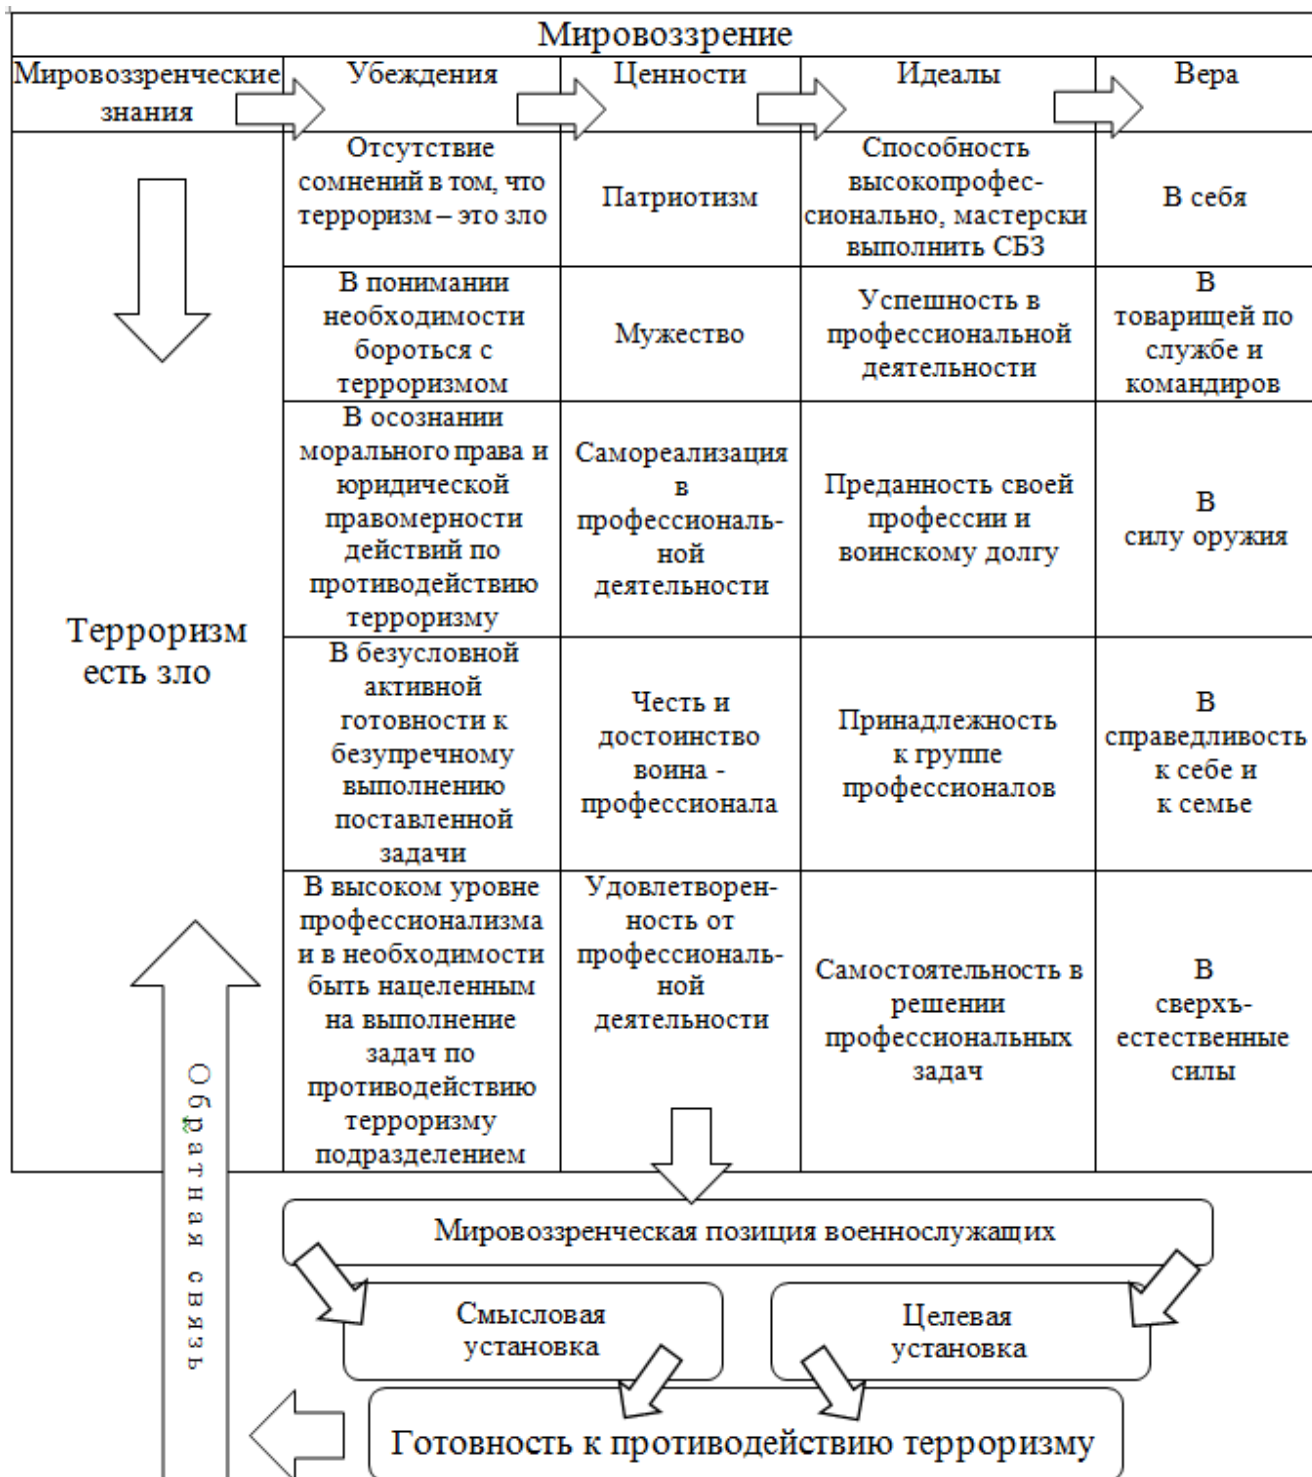 Мировоззрение
Мировоззренческие
знания
Убеждения
Ценности
Идеалы
Вера
Терроризм
есть зло
Отсутствие
сомнений в том, что
терроризм – это зло
Патриотизм
Способность
высокопрофес-
сионально, мастерски
выполнить СБЗ
В себя
В понимании
необходимости
бороться с
терроризмом
Мужество
Успешность в
профессиональной
деятельности
В
товарищей по
службе и
командиров
В осознании
морального права и
юридической
правомерности
действий по
противодействию
терроризму
Самореализация
в
профессиональ-
ной
деятельности
Преданность своей
профессии и
воинскому долгу
В
силу оружия
В безусловной
активной
готовности к
безупречному
выполнению
поставленной
задачи
Честь и
достоинство
воина -
профессионала
Принадлежность
к группе
профессионалов
В
справедливость
к себе и
к семье
В высоком уровне
профессионализма
и в необходимости
быть нацеленным
на выполнение
задач по
противодействию
терроризму
подразделением
Удовлетворен-
ность от
профессиональ-
ной
деятельности
Самостоятельность в
решении
профессиональных
задач
В
сверхъ-
естественные
силы
Обратная связь
Мировоззренческая позиция военнослужащих
Смысловая
установка
Целевая
установка
Готовность к противодействию терроризму